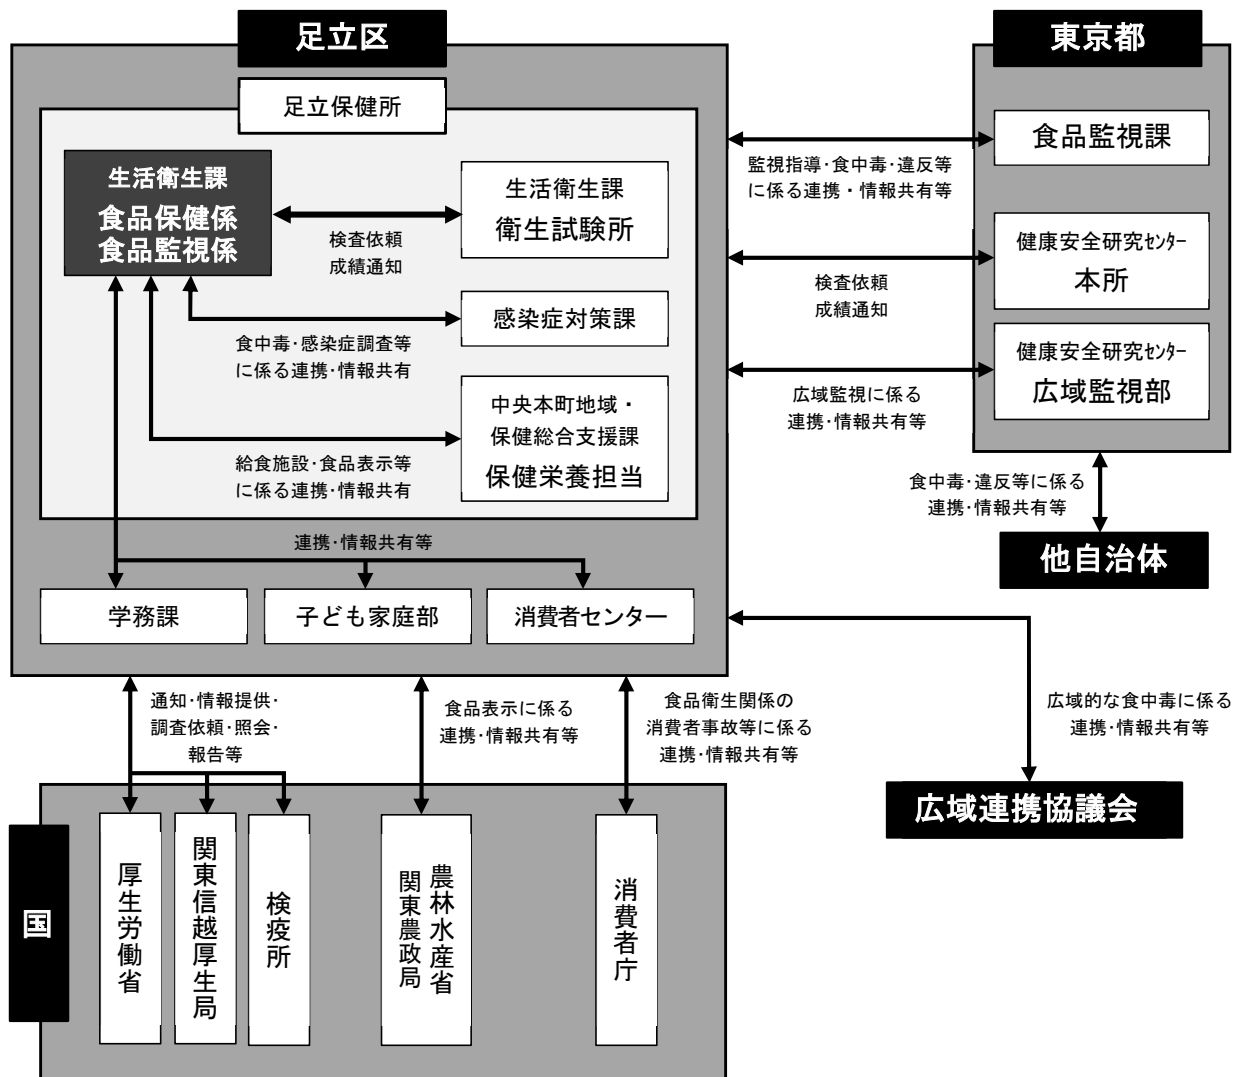 足立区
足立保健所
生活衛生課
食品保健係
食品監視係
検査依頼
成績通知
生活衛生課
衛生試験所
食中毒・感染症調査等
に係る連携・情報共有
感染症対策課
給食施設・食品表示等
に係る連携・情報共有
中央本町地域・
保健総合支援課
保健栄養担当
連携・情報共有等
学務課
子ども家庭部
消費者センター
東京都
監視指導・食中毒・違反等
に係る連携・情報共有等
食品監視課
検査依頼
成績通知
健康安全研究ｾﾝﾀｰ
本所
広域監視に係る
連携・情報共有等
健康安全研究ｾﾝﾀｰ
広域監視部
食中毒・違反等に係る
連携・情報共有等
他自治体
広域的な食中毒に係る
連携・情報共有等
広域連携協議会
通知・情報提供・
調査依頼・照会・
報告等
食品表示に係る
連携・情報共有等
食品衛生関係の
消費者事故等に係る
連携・情報共有等
国
厚生労働省
関東信越厚生局
検疫所
農林水産省
関東農政局
消費者庁